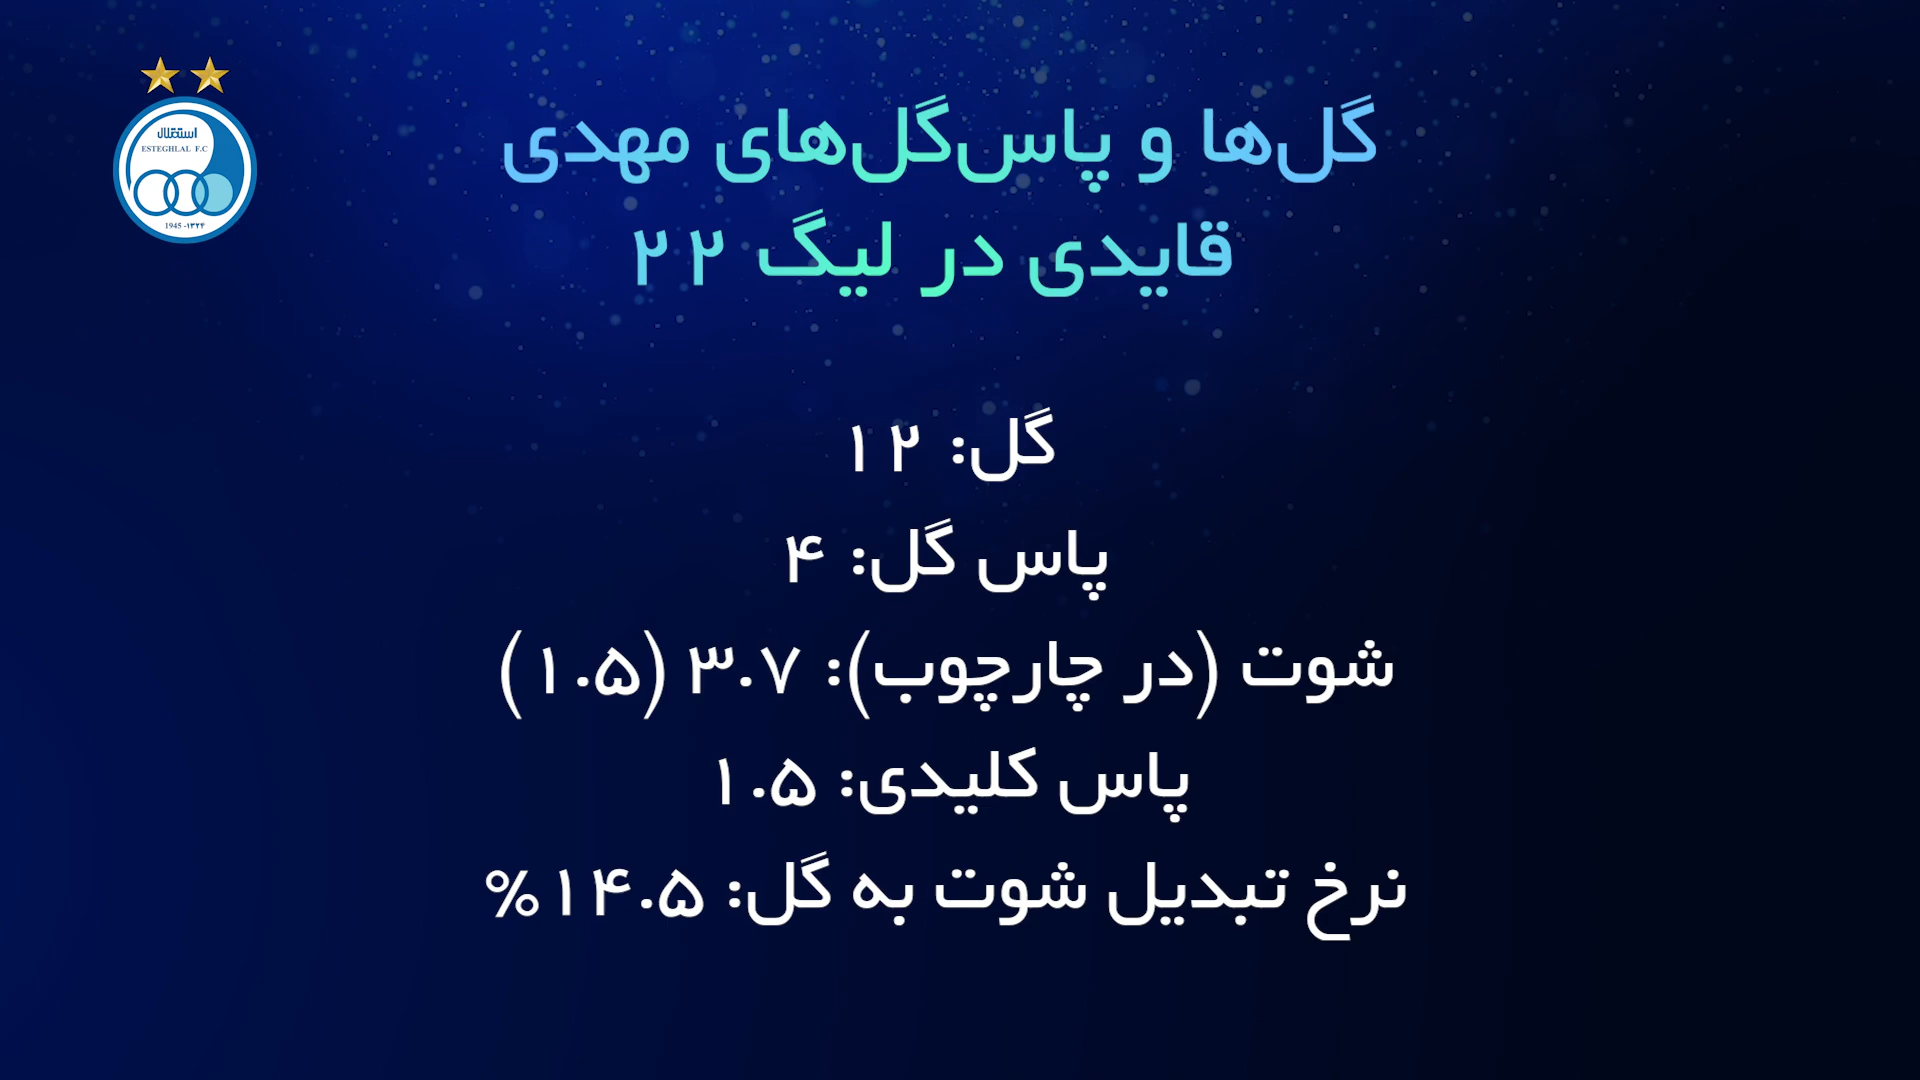 استقلال
ESTEGHLAL F.C
1945 -۱۳۲۴
گل‌ها و پاس‌گل‌های مهدی
قایدی در لیگ ۲۲
گل: ۱۲
پاس گل: ۴
شوت (در چارچوب): ۳.۷ (۱.۵)
پاس کلیدی: ۱.۵
نرخ تبدیل شوت به گل: ۱۴.۵%